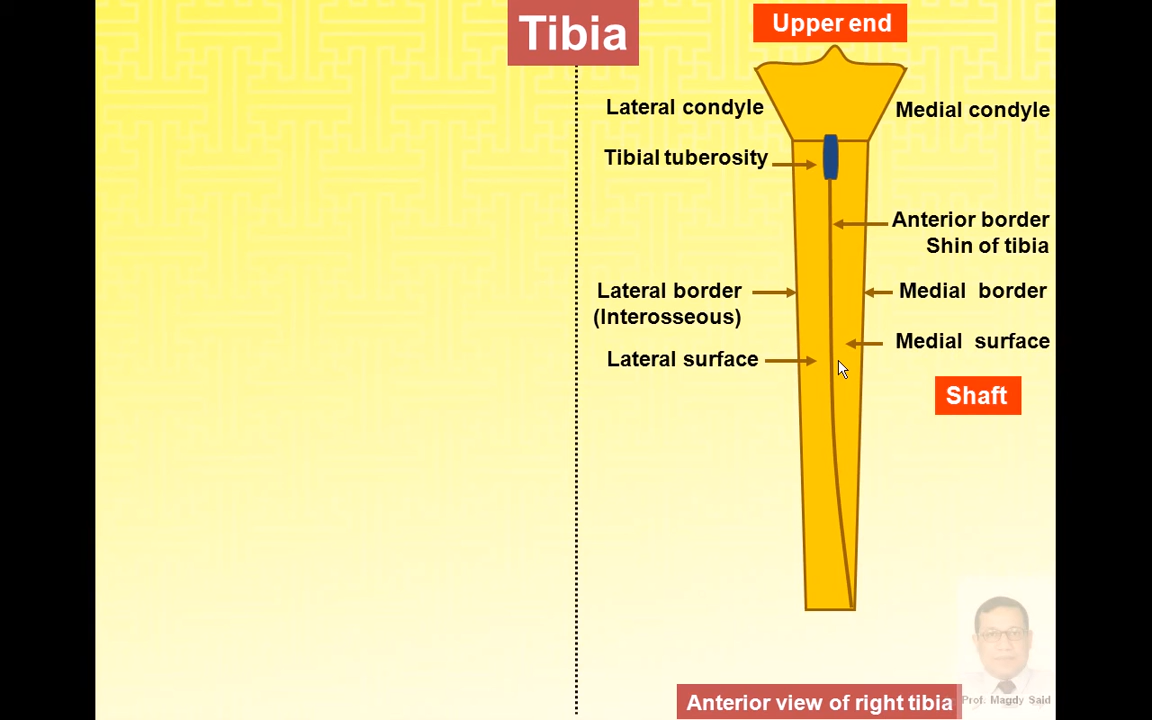 Tibia
Upper end
Lateral condyle
Medial condyle
Tibial tuberosity
Anterior border
Shin of tibia
Lateral border
(Interosseous)
Medial border
Medial surface
Lateral surface
Shaft
Anterior view of right tibia
Prof. Magdy Said